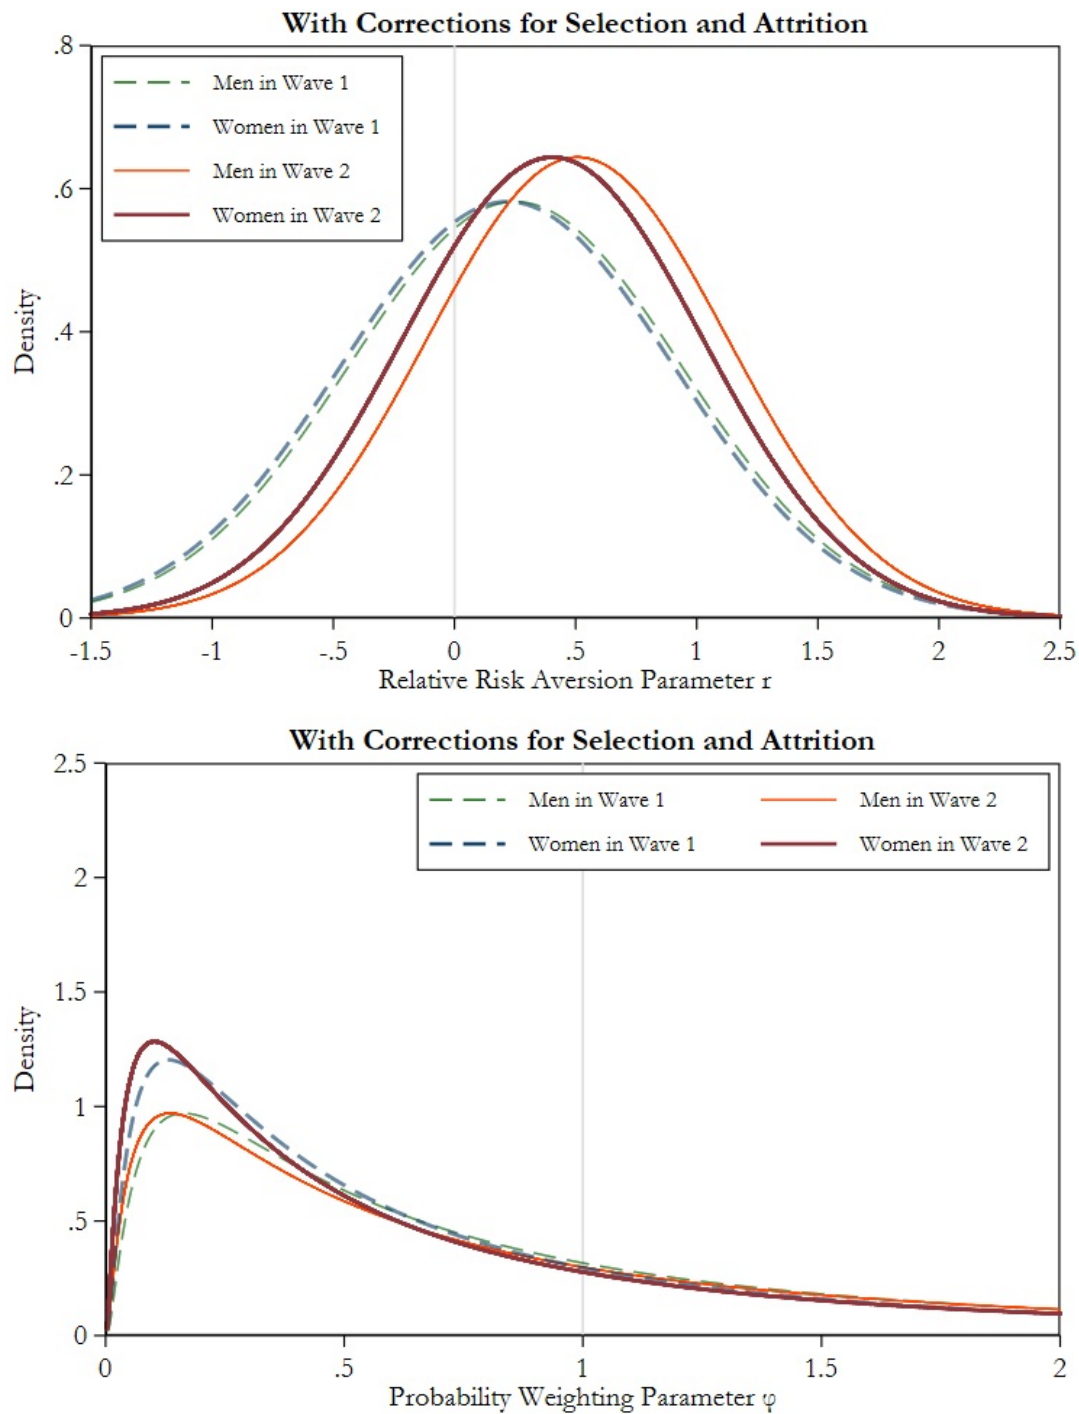 With Corrections for Selection and Attrition
.8
Men in Wave 1
Women in Wave 1
.6
Men in Wave 2
Women in Wave 2
Density
.4
.2
0
-1.5 -1 -.5 0 .5 1 1.5 2 2.5
Relative Risk Aversion Parameter r
With Corrections for Selection and Attrition
2.5
Men in Wave 1 Men in Wave 2
Women in Wave 1 Women in Wave 2
2
1.5
Density
1
.5
0
0 .5 1 1.5 2
Probability Weighting Parameter φ